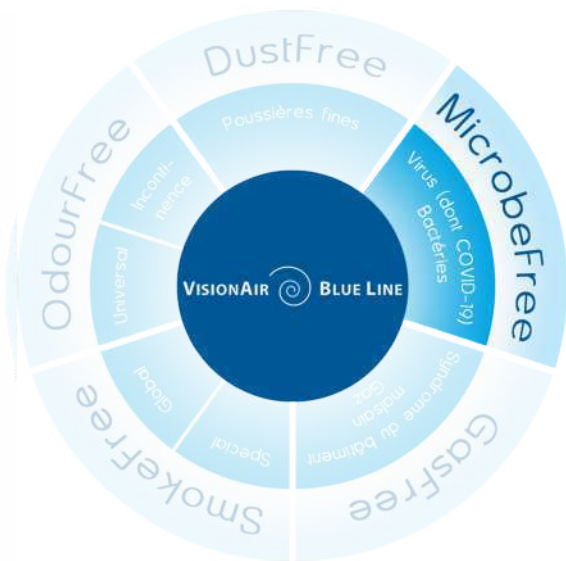 DustFree
Poussières fines
MicrobeFree
Virus (dont COVID-19)
Bactéries
GasFree
Syndrome du bâtiment
malsain
Gaz
SmokeFree
Special
Global
OdourFree
Universal
Inconti-
nence
VISIONAIR BLUE LINE